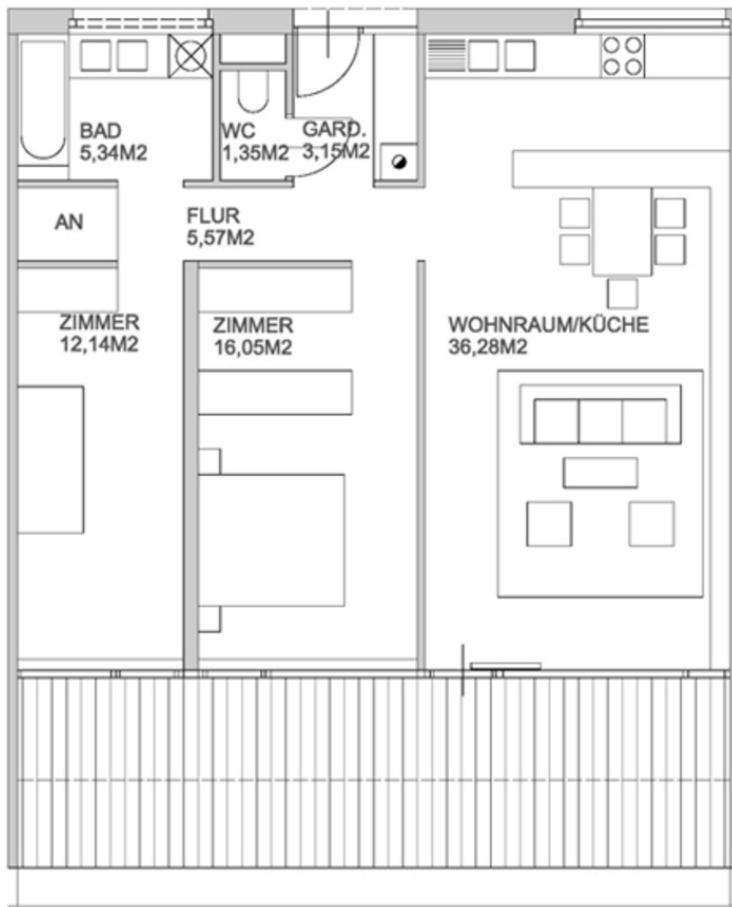 BAD
5,34M2
WC
1,35M2
GARD.
3,15M2
AN
FLUR
5,57M2
ZIMMER
12,14M2
ZIMMER
16,05M2
WOHNRAUM/KÜCHE
36,28M2